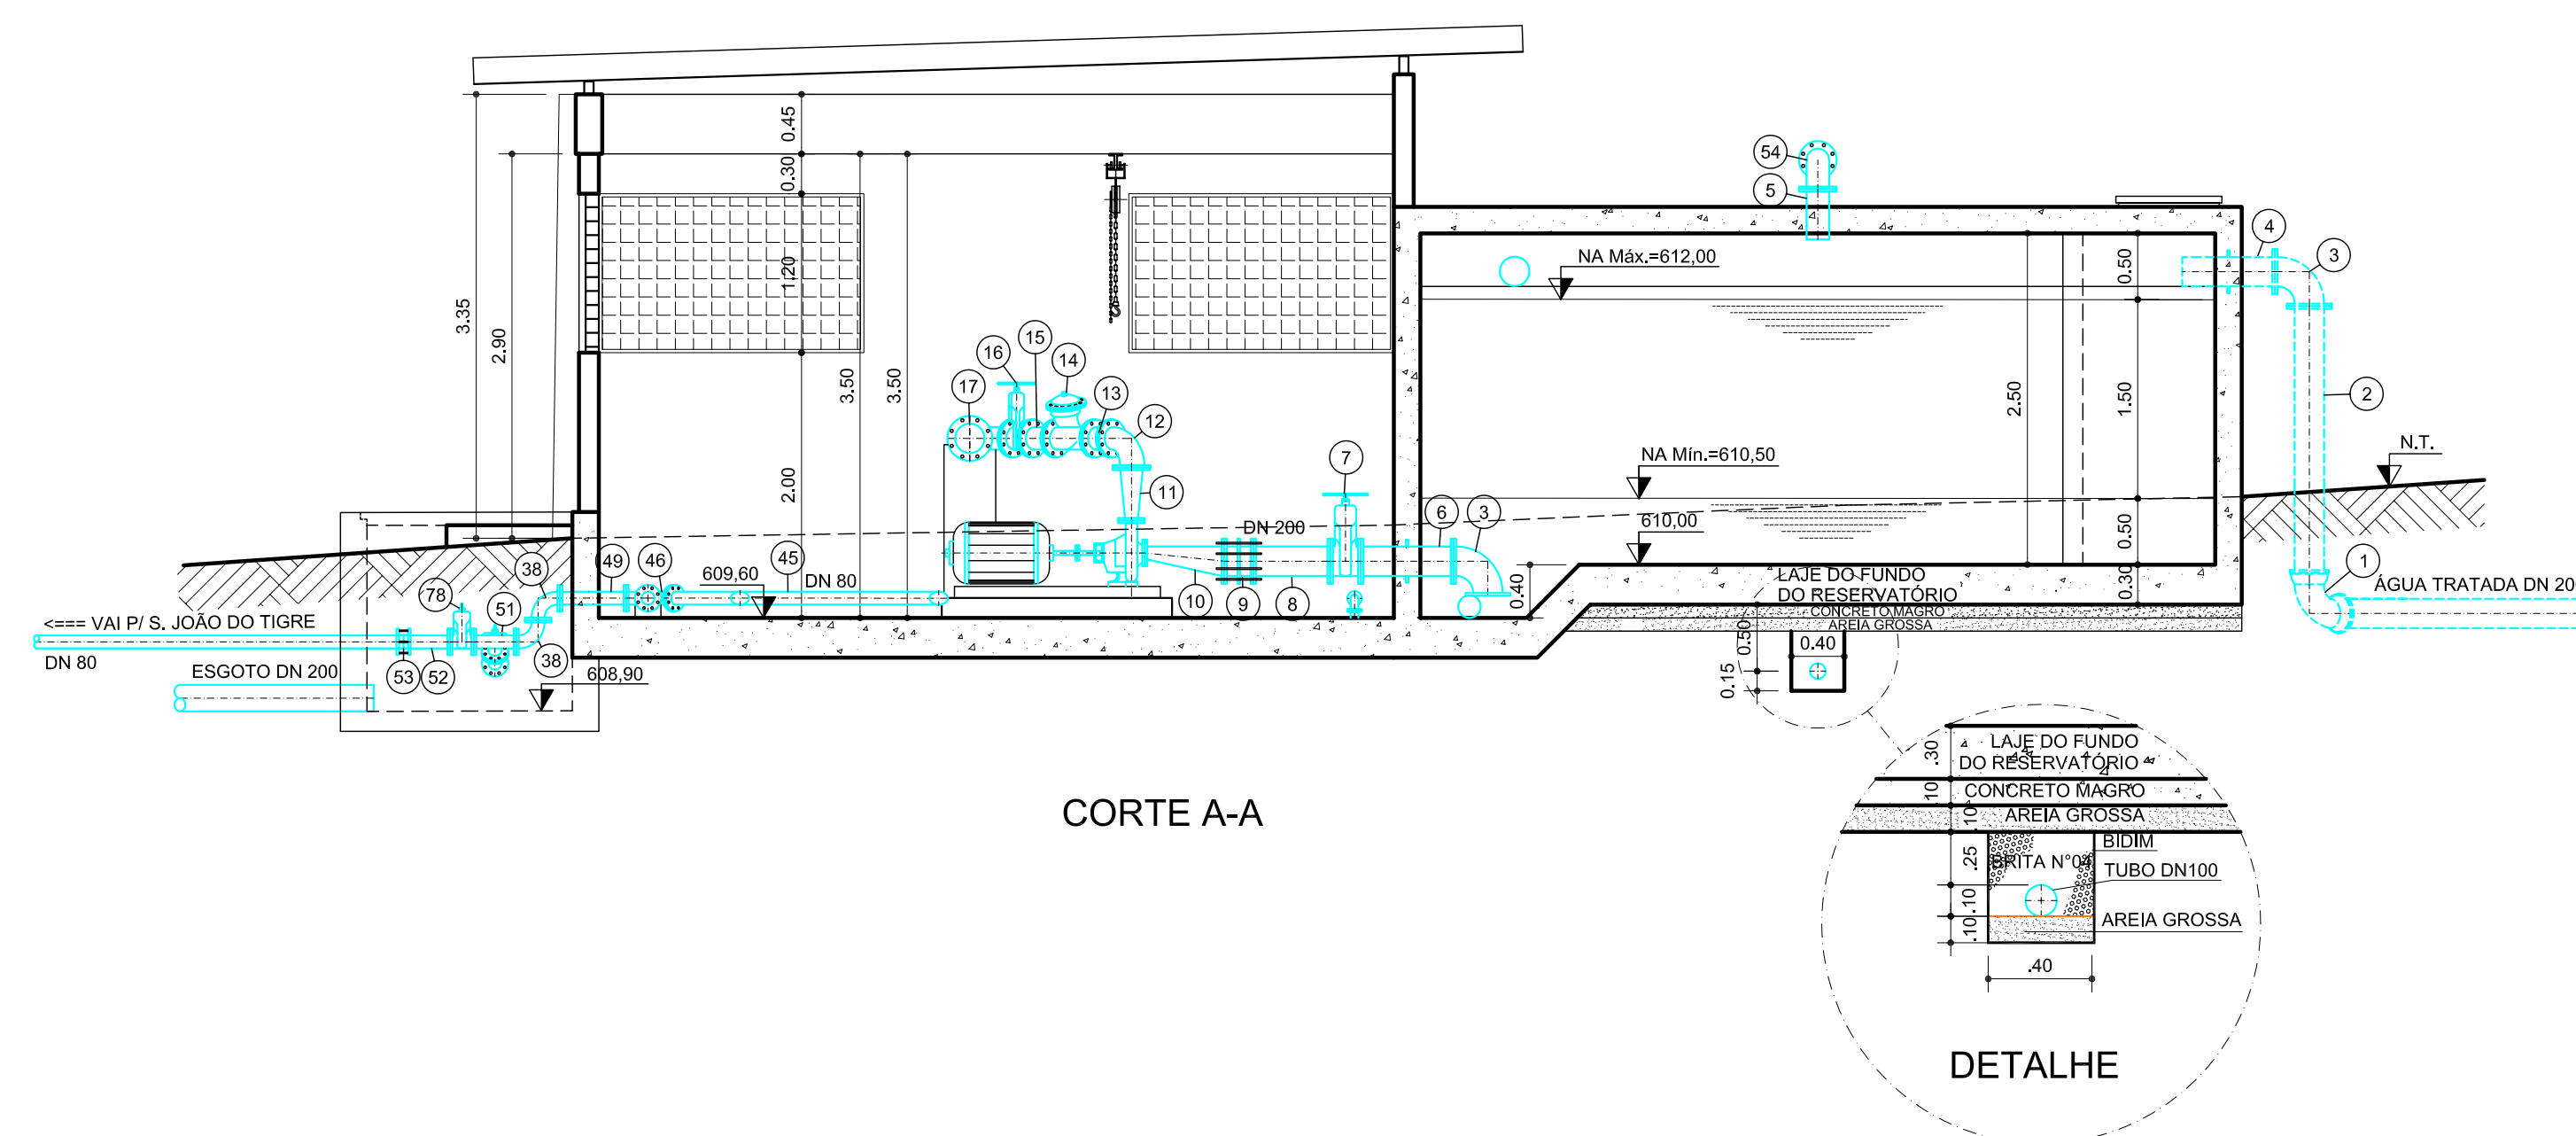 0.45
0.30
1.20
2.00
3.35
2.90
3.50
3.50
54
5
4
3
2
1
NA Máx.=612,00
0.50
1.50
2.50
0.50
0.30
NA Mín.=610,50
610,00
N.T.
ÁGUA TRATADA DN 200
16
15
14
13
12
17
11
7
6
3
DN 200
10
9
8
0.40
78
51
38
38
49
46
45
609,60
DN 80
<=== VAI P/ S. JOÃO DO TIGRE
DN 80
ESGOTO DN 200
53
52
608,90
LAJE DO FUNDO
DO RESERVATÓRIO
CONCRETO MAGRO
AREIA GROSSA
0.50
0.40
0.15
CORTE A-A
LAJE DO FUNDO
DO RESERVATÓRIO
CONCRETO MAGRO
AREIA GROSSA
BIDIM
BRITA N°04
TUBO DN100
AREIA GROSSA
.30
.10
.10
.25
.10
.10
.40
DETALHE